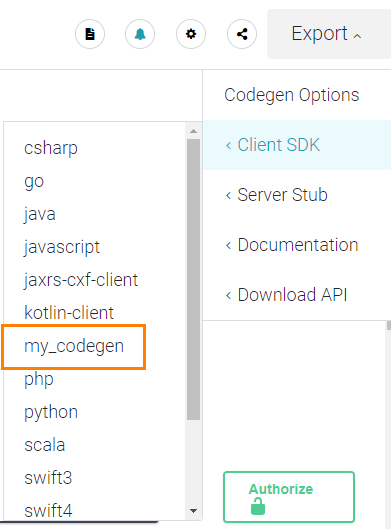 Export
Codegen Options
Client SDK
Server Stub
Documentation
Download API
csharp
go
java
javascript
jaxrs-cxf-client
kotlin-client
my_codegen
php
python
scala
swift3
swift4
Authorize